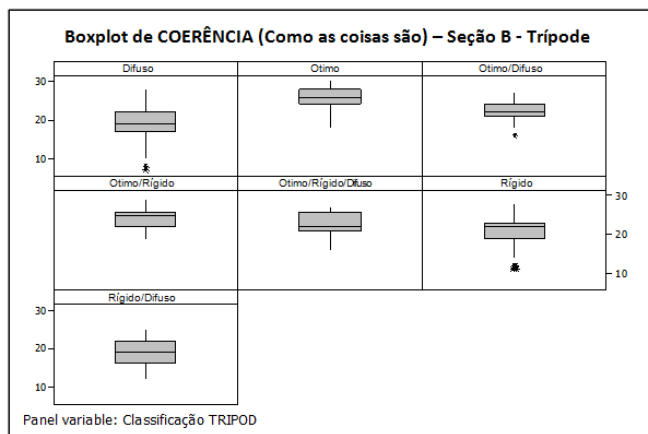 Boxplot de COERÊNCIA (Como as coisas são) – Seção B - Trípode
Difuso
Otimo
Otimo/Difuso
30
20
10
Otimo/Rígido
Otimo/Rígido/Difuso
Rígido
30
20
10
Rígido/Difuso
30
20
10
Panel variable: Classificação TRIPOD